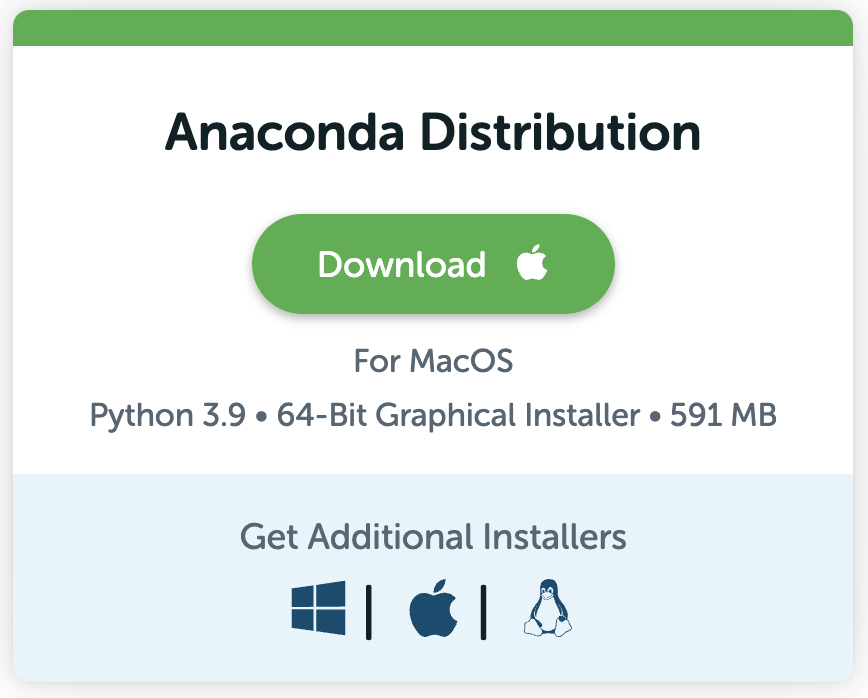 Anaconda Distribution
Download
For MacOS
Python 3.9 • 64-Bit Graphical Installer • 591 MB
Get Additional Installers